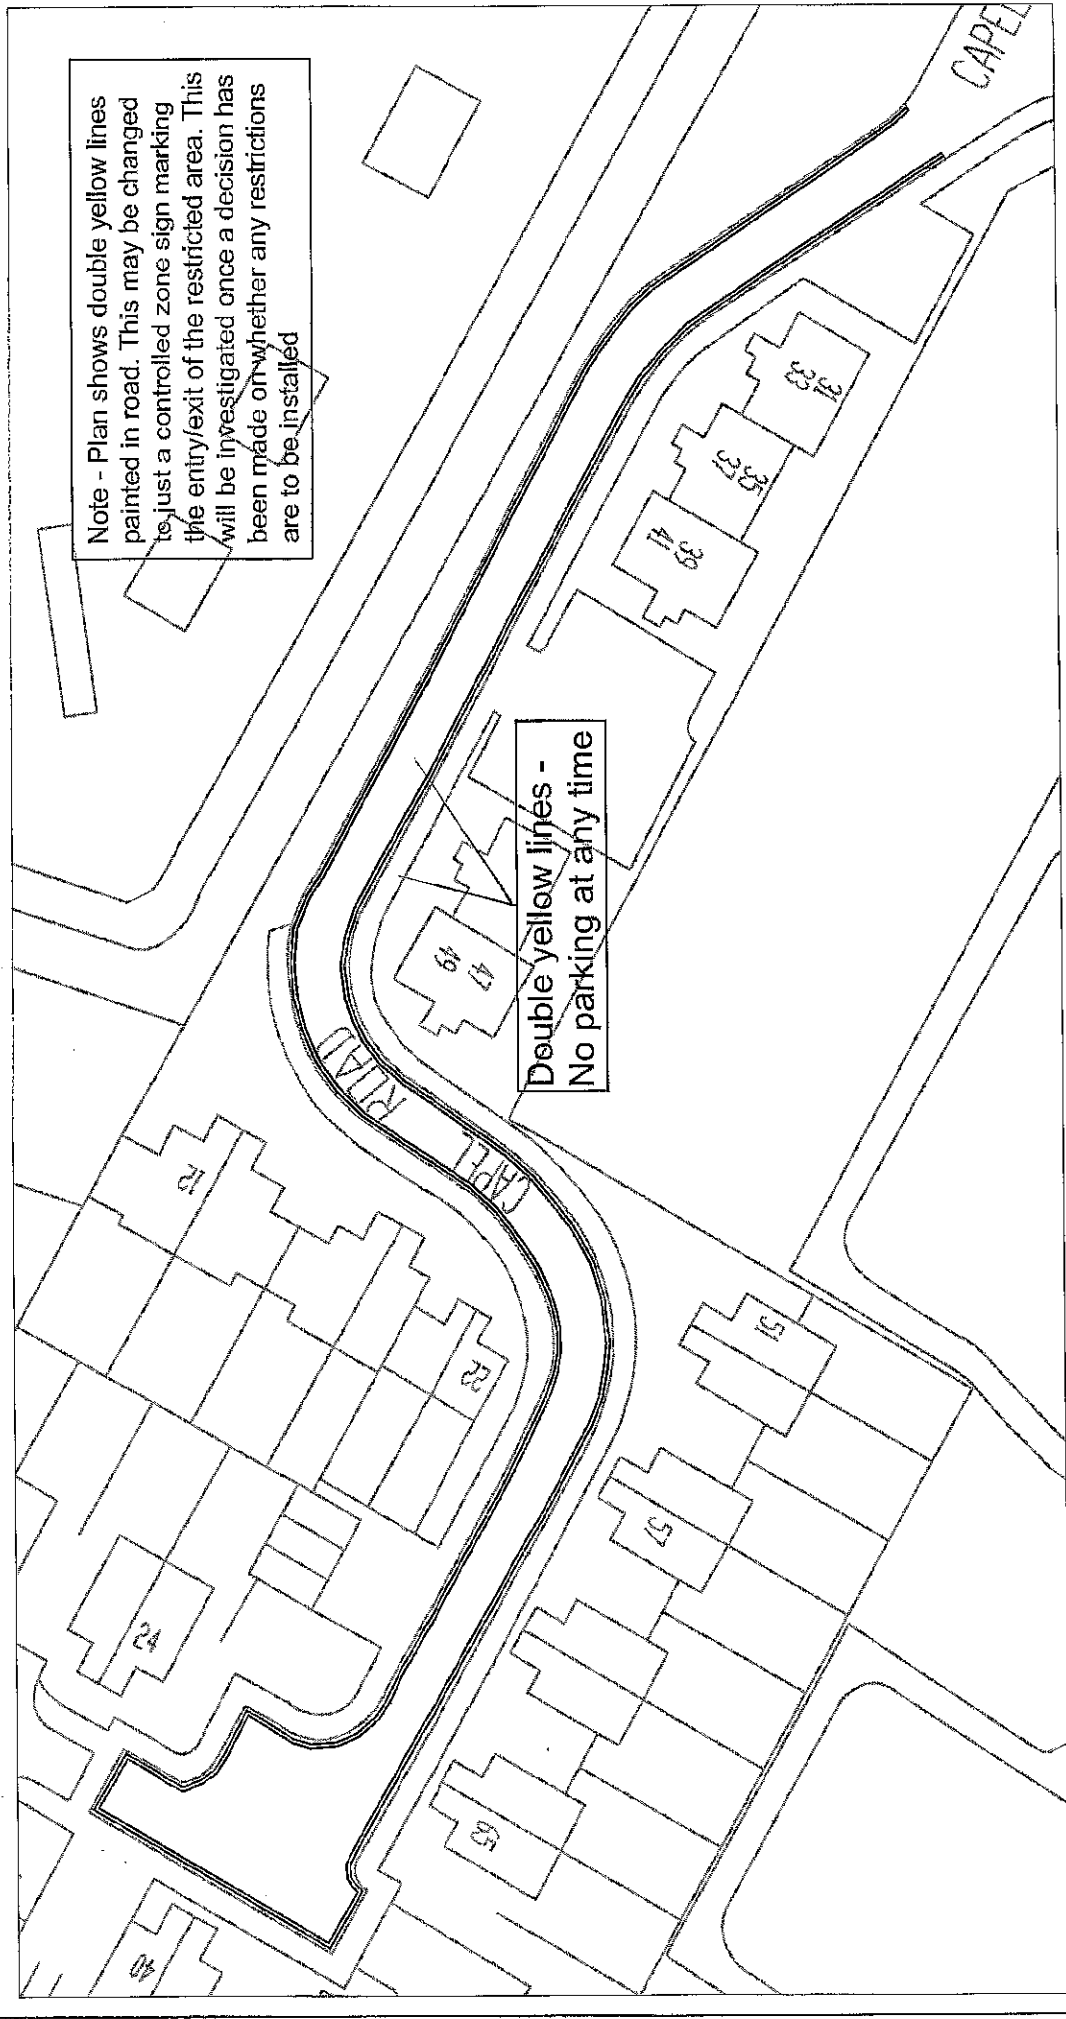 Note - Plan shows double yellow lines
painted in road. This may be changed
to just a controlled zone sign marking
the entry/exit of the restricted area. This
will be investigated once a decision has
been made on whether any restrictions
are to be installed
Double yellow lines -
No parking at any time
CAPEL
CAPEL ROAD
31
33
35
37
39
41
47
49
12
22
24
40
51
57
65